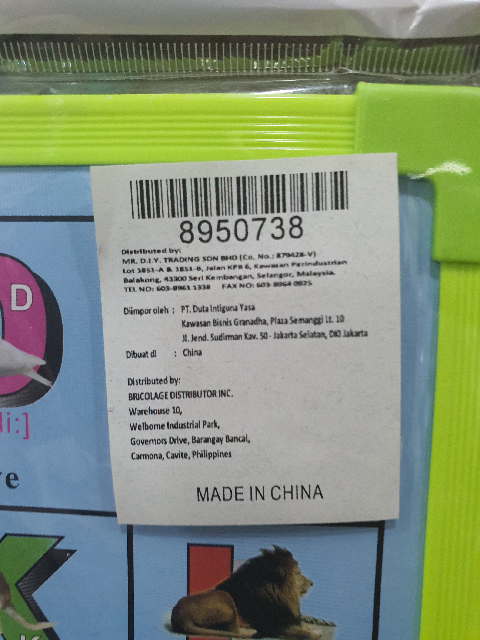 8950738
Distributed by:
MR. D.I.Y. TRADING SDN BHD (Co. No.: 879428-V)
Lot 1851-A & 1851-B, Jalan KPB 6, Kawasan Perindustrian
Balakong, 43300 Seri Kembangan, Selangor, Malaysia.
TEL NO: 603-8961 1338 FAX NO: 603-8964 0825
Diimpor oleh : PT. Duta Intiguna Yasa
Kawasan Bisnis Granadha, Plaza Semanggi Lt. 10
Jl. Jend. Sudirman Kav. 50 - Jakarta Selatan, DKI Jakarta
Dibuat di : China
Distributed by:
BRICOLAGE DISTRIBUTOR INC.
Warehouse 10,
Welborne Industrial Park,
Governors Drive, Barangay Bancal,
Carmona, Cavite, Philippines
MADE IN CHINA
D
i:]
e
K
L